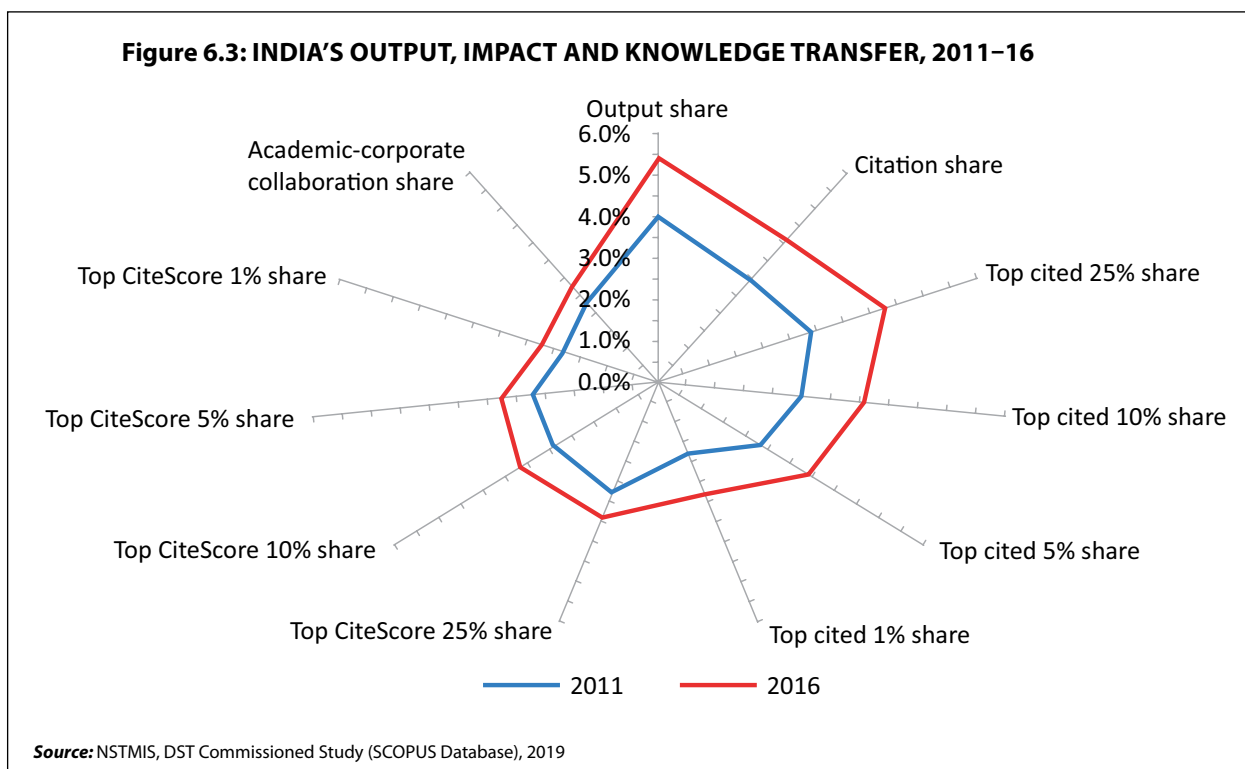 Figure 6.3: INDIA'S OUTPUT, IMPACT AND KNOWLEDGE TRANSFER, 2011–16
Output share
6.0%
5.0%
4.0%
3.0%
2.0%
1.0%
0.0%
Citation share
Top cited 25% share
Top cited 10% share
Top cited 5% share
Top cited 1% share
Top CiteScore 25% share
Top CiteScore 10% share
Top CiteScore 5% share
Top CiteScore 1% share
Academic-corporate
collaboration share
2011
2016
Source: NSTMIS, DST Commissioned Study (SCOPUS Database), 2019